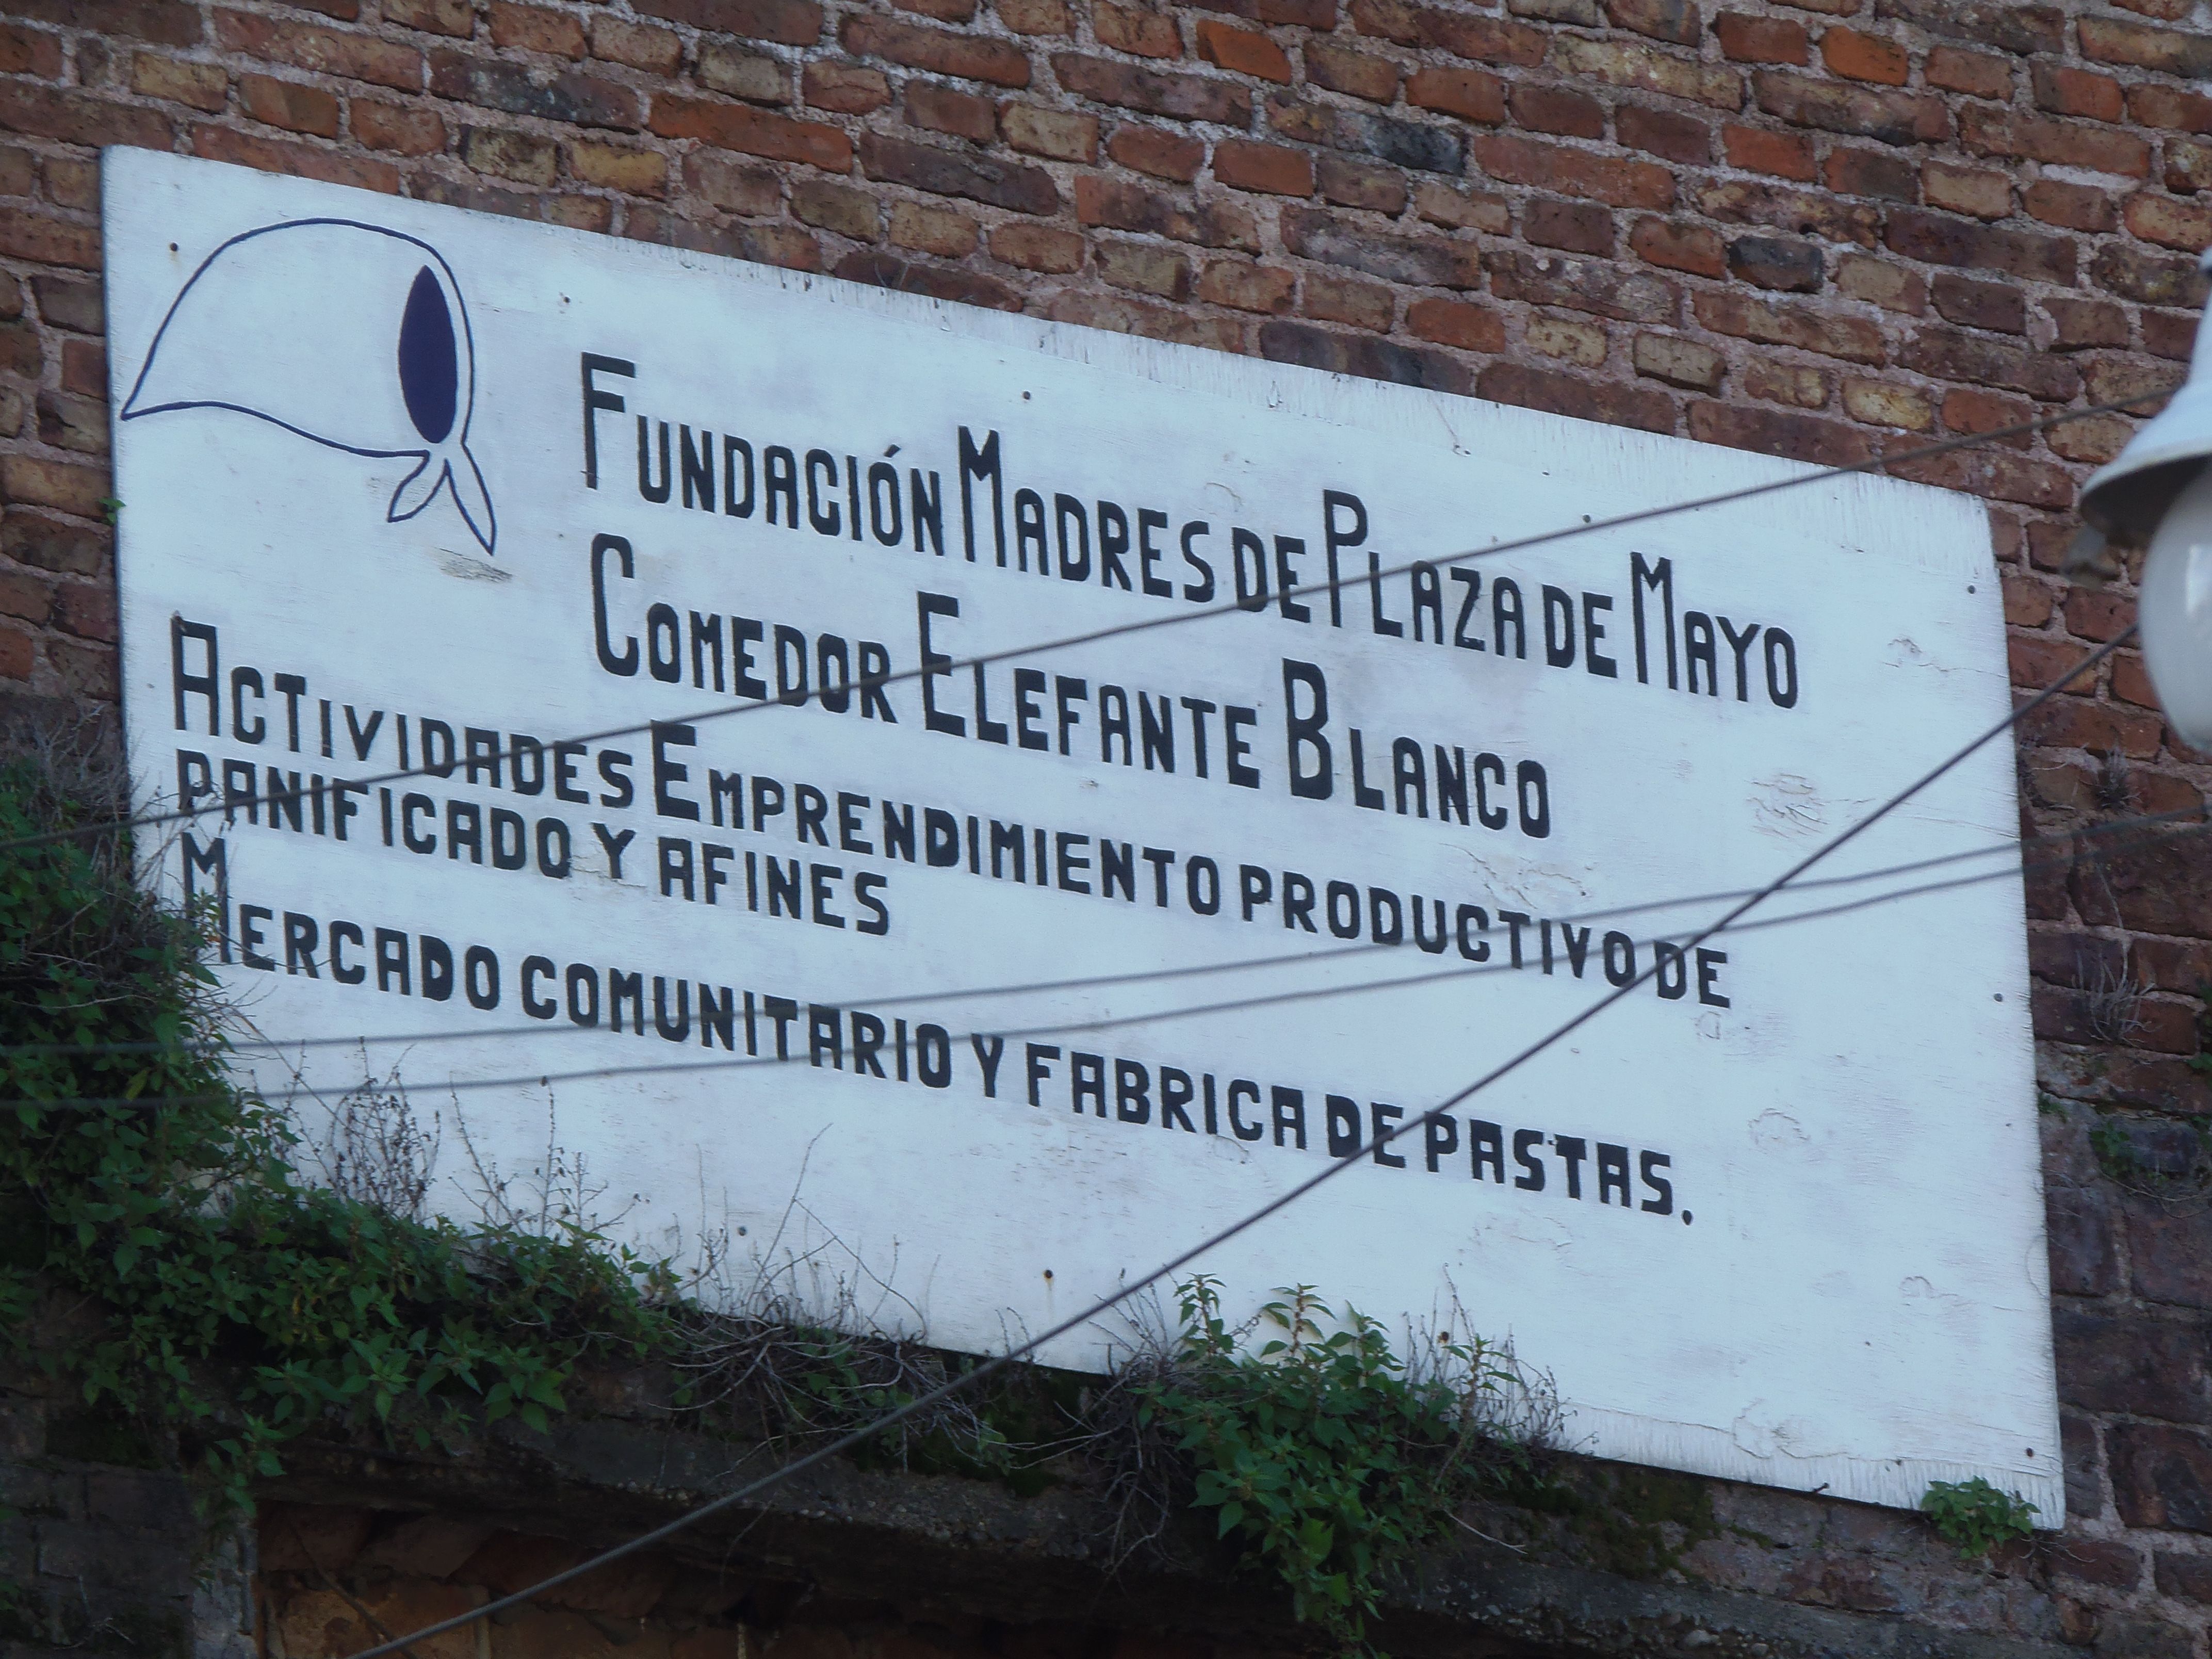 FUNDACIÓN MADRES DE PLAZA DE MAYO
COMEDOR ELEFANTE BLANCO
ACTIVIDADES EMPRENDIMIENTO PRODUCTIVO DE
PANIFICADO Y AFINES
MERCADO COMUNITARIO Y FABRICA DE PASTAS.